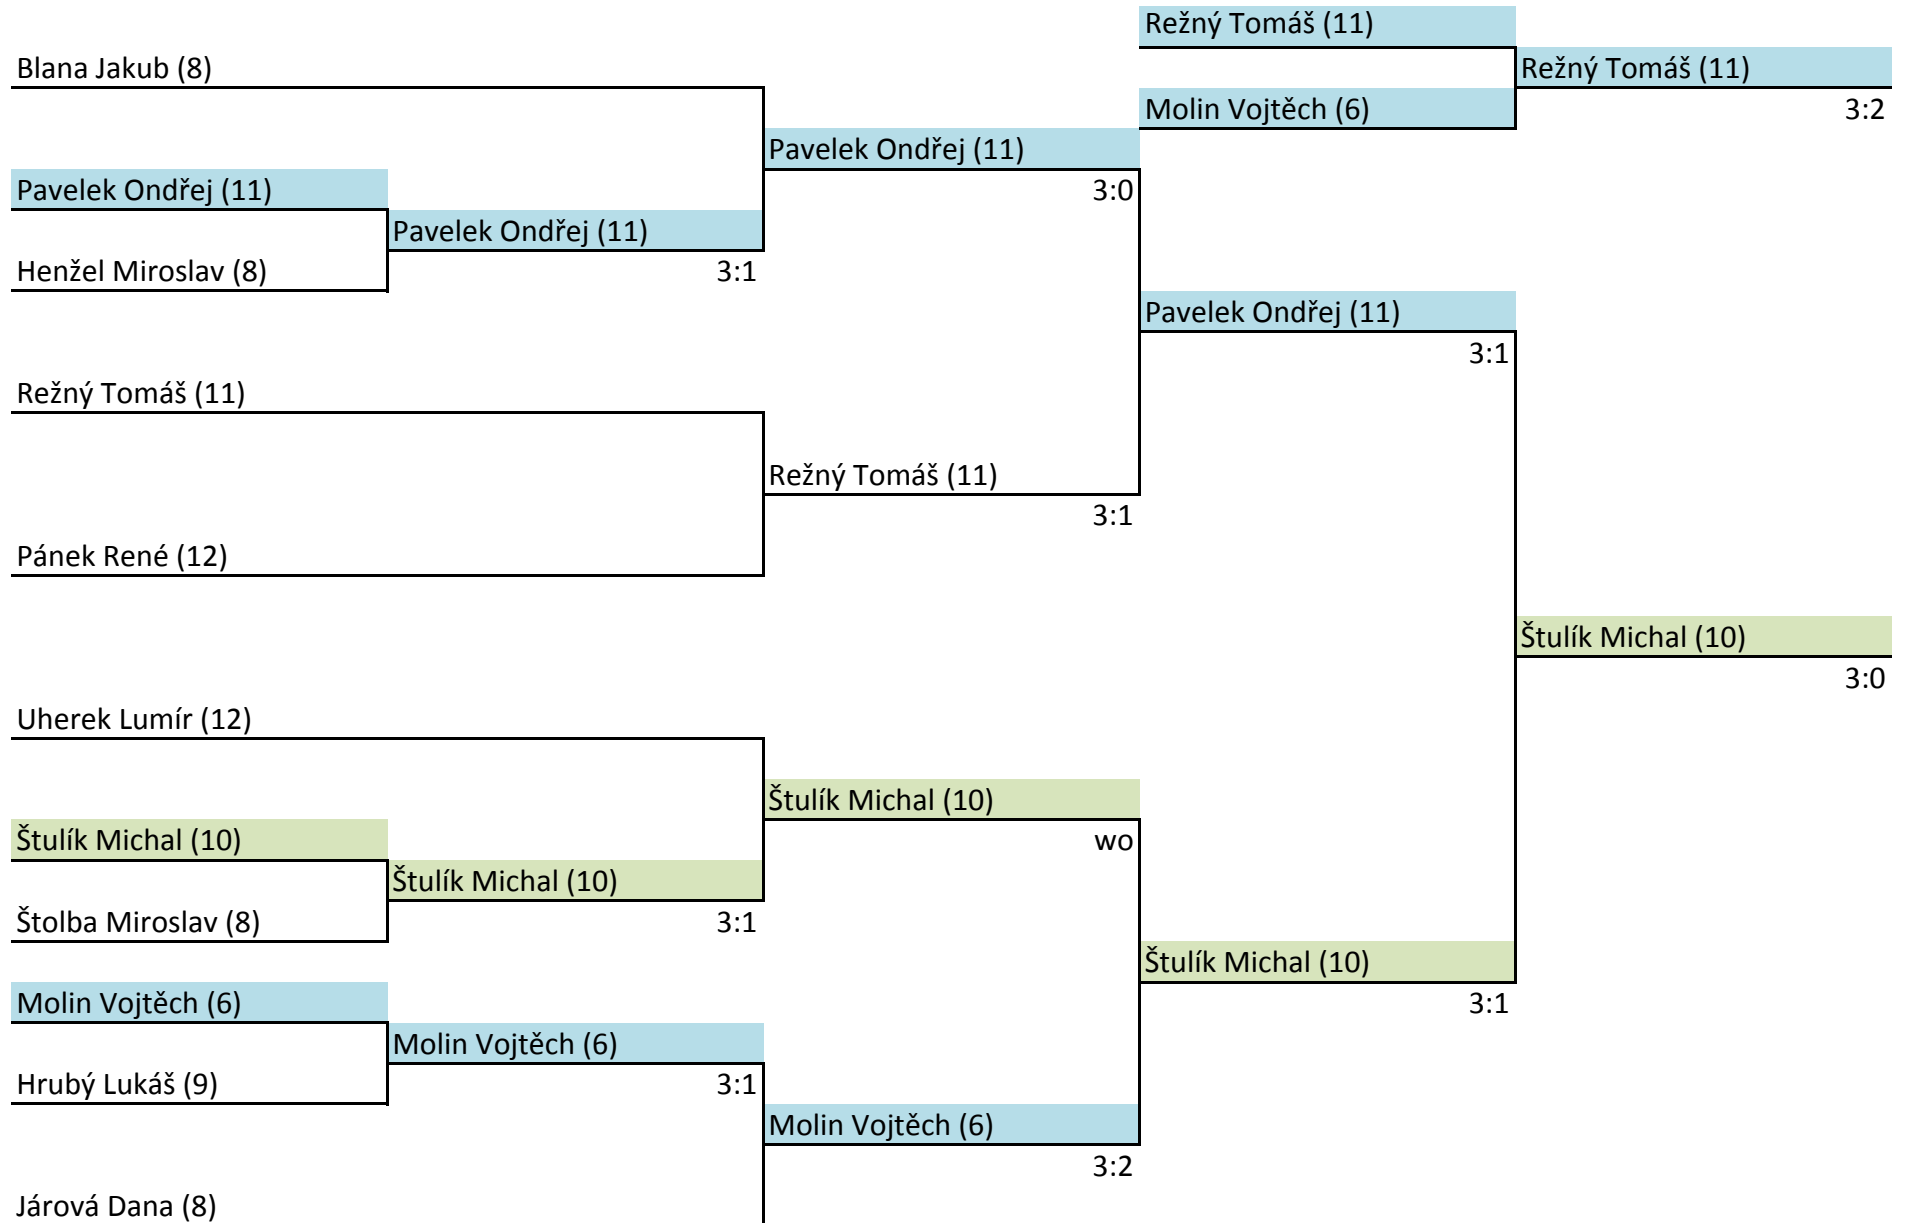 Režný Tomáš (11)
Blana Jakub (8)
Režný Tomáš (11)
Molin Vojtěch (6)
3:2
Pavelek Ondřej (11)
Pavelek Ondřej (11)
3:0
Pavelek Ondřej (11)
Henžel Miroslav (8)
3:1
Pavelek Ondřej (11)
3:1
Režný Tomáš (11)
Režný Tomáš (11)
3:1
Pánek René (12)
Štulík Michal (10)
3:0
Uherek Lumír (12)
Štulík Michal (10)
Štulík Michal (10)
wo
Štulík Michal (10)
Štolba Miroslav (8)
3:1
Štulík Michal (10)
Molin Vojtěch (6)
3:1
Molin Vojtěch (6)
Hrubý Lukáš (9)
3:1
Molin Vojtěch (6)
3:2
Járová Dana (8)